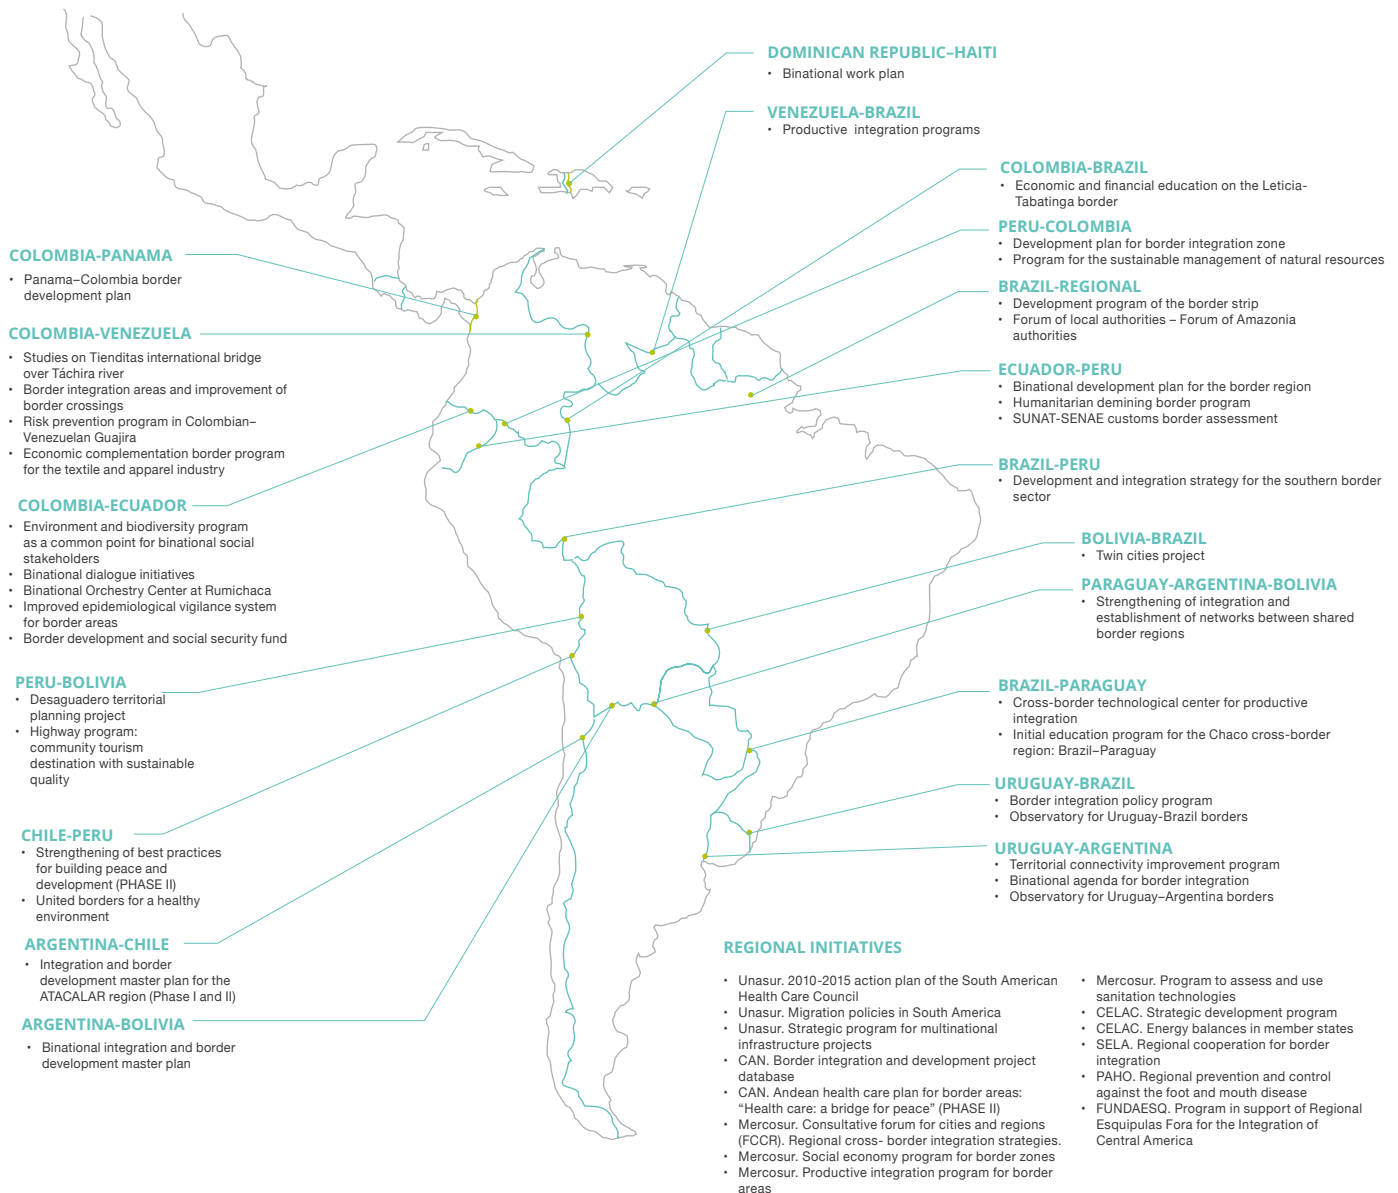 DOMINICAN REPUBLIC–HAITI
• Binational work plan
VENEZUELA-BRAZIL
• Productive integration programs
COLOMBIA-BRAZIL
• Economic and financial education on the Leticia-
Tabatinga border
PERU-COLOMBIA
• Development plan for border integration zone
• Program for the sustainable management of natural resources
BRAZIL-REGIONAL
• Development program of the border strip
• Forum of local authorities – Forum of Amazonia
authorities
ECUADOR-PERU
• Binational development plan for the border region
• Humanitarian demining border program
• SUNAT-SENAE customs border assessment
BRAZIL-PERU
• Development and integration strategy for the southern border
sector
BOLIVIA-BRAZIL
• Twin cities project
PARAGUAY-ARGENTINA-BOLIVIA
• Strengthening of integration and
establishment of networks between shared
border regions
BRAZIL-PARAGUAY
• Cross-border technological center for productive
integration
• Initial education program for the Chaco cross-border
region: Brazil–Paraguay
URUGUAY-BRAZIL
• Border integration policy program
• Observatory for Uruguay-Brazil borders
URUGUAY-ARGENTINA
• Territorial connectivity improvement program
• Binational agenda for border integration
• Observatory for Uruguay–Argentina borders
COLOMBIA-PANAMA
• Panama–Colombia border
development plan
COLOMBIA-VENEZUELA
• Studies on Tienditas international bridge
over Táchira river
• Border integration areas and improvement of
border crossings
• Risk prevention program in Colombian–
Venezuelan Guajira
• Economic complementation border program
for the textile and apparel industry
COLOMBIA-ECUADOR
• Environment and biodiversity program
as a common point for binational social
stakeholders
• Binational dialogue initiatives
• Binational Orchestry Center at Rumichaca
• Improved epidemiological vigilance system
for border areas
• Border development and social security fund
PERU-BOLIVIA
• Desaguadero territorial
planning project
• Highway program:
community tourism
destination with sustainable
quality
CHILE-PERU
• Strengthening of best practices
for building peace and
development (PHASE II)
• United borders for a healthy
environment
ARGENTINA-CHILE
• Integration and border
development master plan for the
ATACALAR region (Phase I and II)
ARGENTINA-BOLIVIA
• Binational integration and border
development master plan
REGIONAL INITIATIVES
• Unasur. 2010-2015 action plan of the South American
Health Care Council
• Unasur. Migration policies in South America
• Unasur. Strategic program for multinational
infrastructure projects
• CAN. Border integration and development project
database
• CAN. Andean health care plan for border areas:
“Health care: a bridge for peace” (PHASE II)
• Mercosur. Consultative forum for cities and regions
(FCCR). Regional cross- border integration strategies.
• Mercosur. Social economy program for border zones
• Mercosur. Productive integration program for border
areas
• Mercosur. Program to assess and use
sanitation technologies
• CELAC. Strategic development program
• CELAC. Energy balances in member states
• SELA. Regional cooperation for border
integration
• PAHO. Regional prevention and control
against the foot and mouth disease
• FUNDAESQ. Program in support of Regional
Esquipulas Fora for the Integration of
Central America